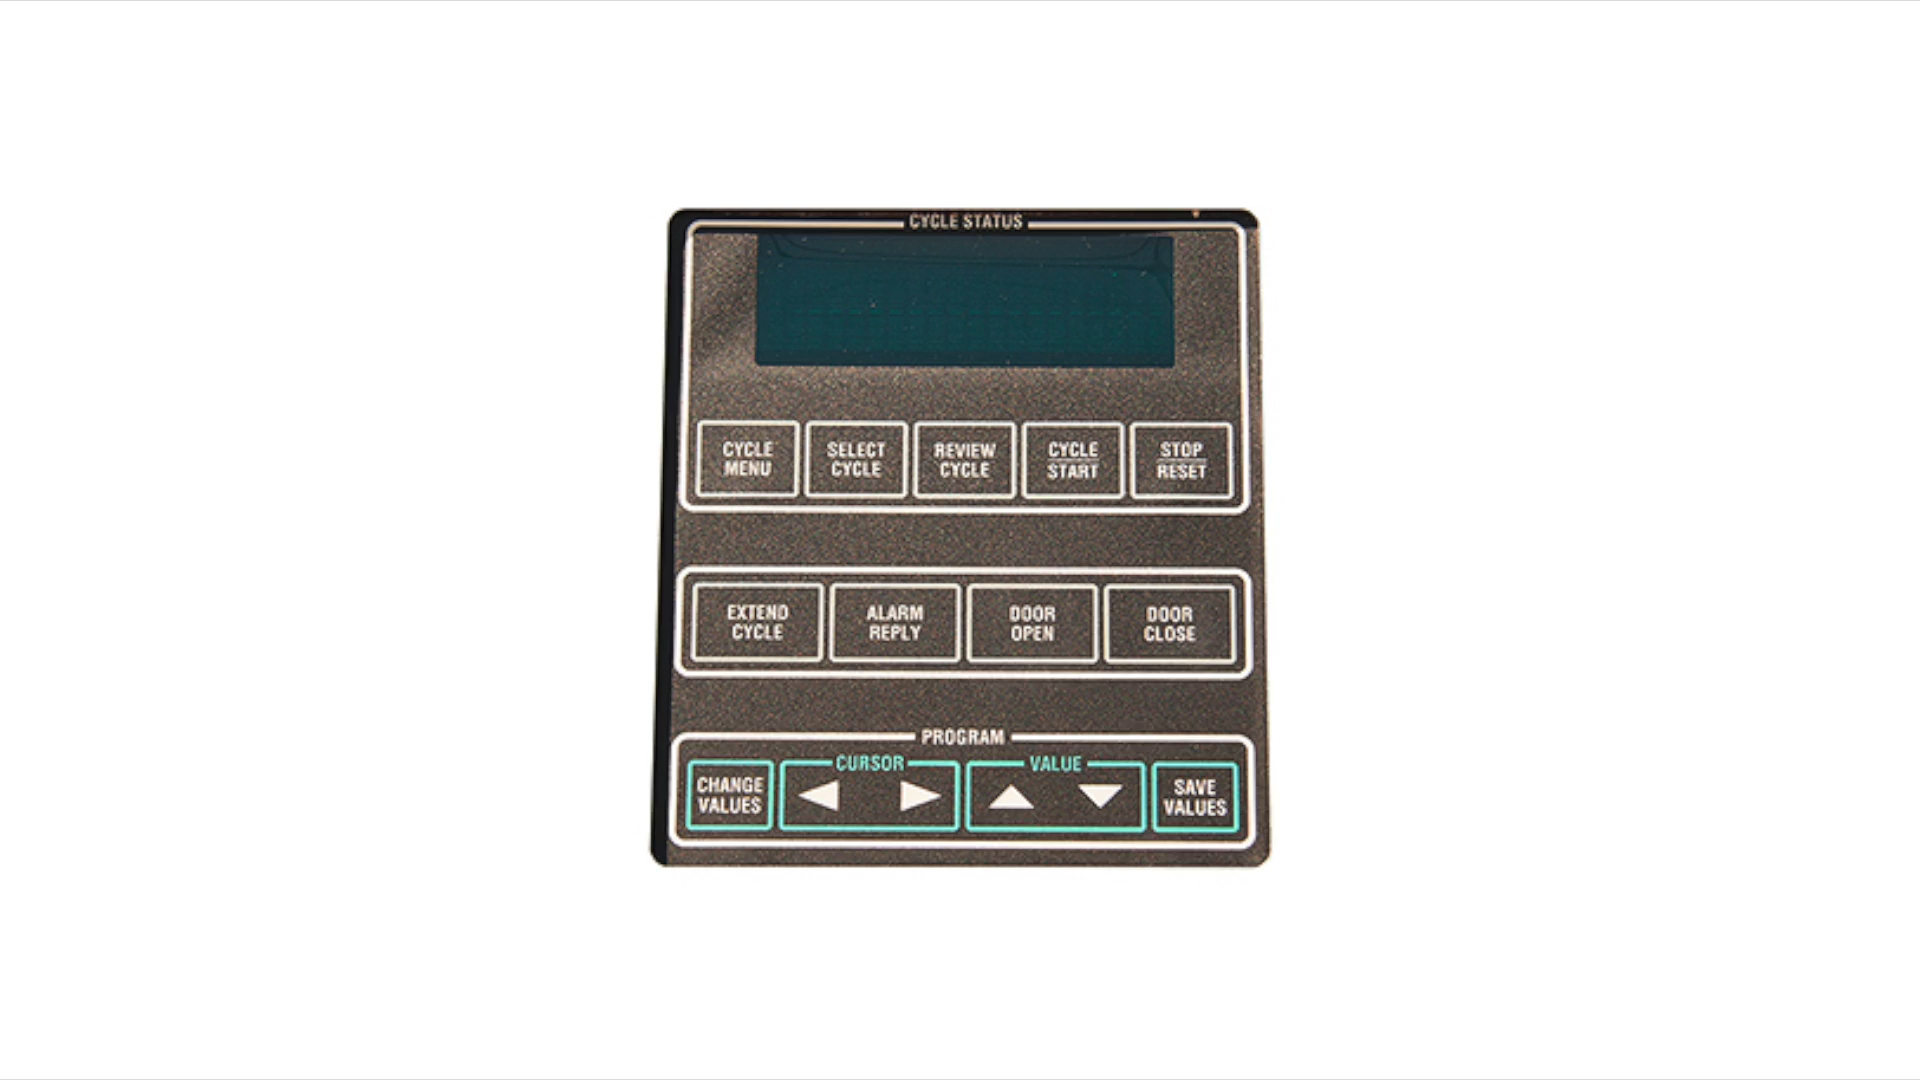 CYCLE STATUS
CYCLE
MENU
SELECT
CYCLE
REVIEW
CYCLE
CYCLE
START
STOP
RESET
EXTEND
CYCLE
ALARM
REPLY
DOOR
OPEN
DOOR
CLOSE
PROGRAM
CHANGE
VALUES
CURSOR
VALUE
SAVE
VALUES